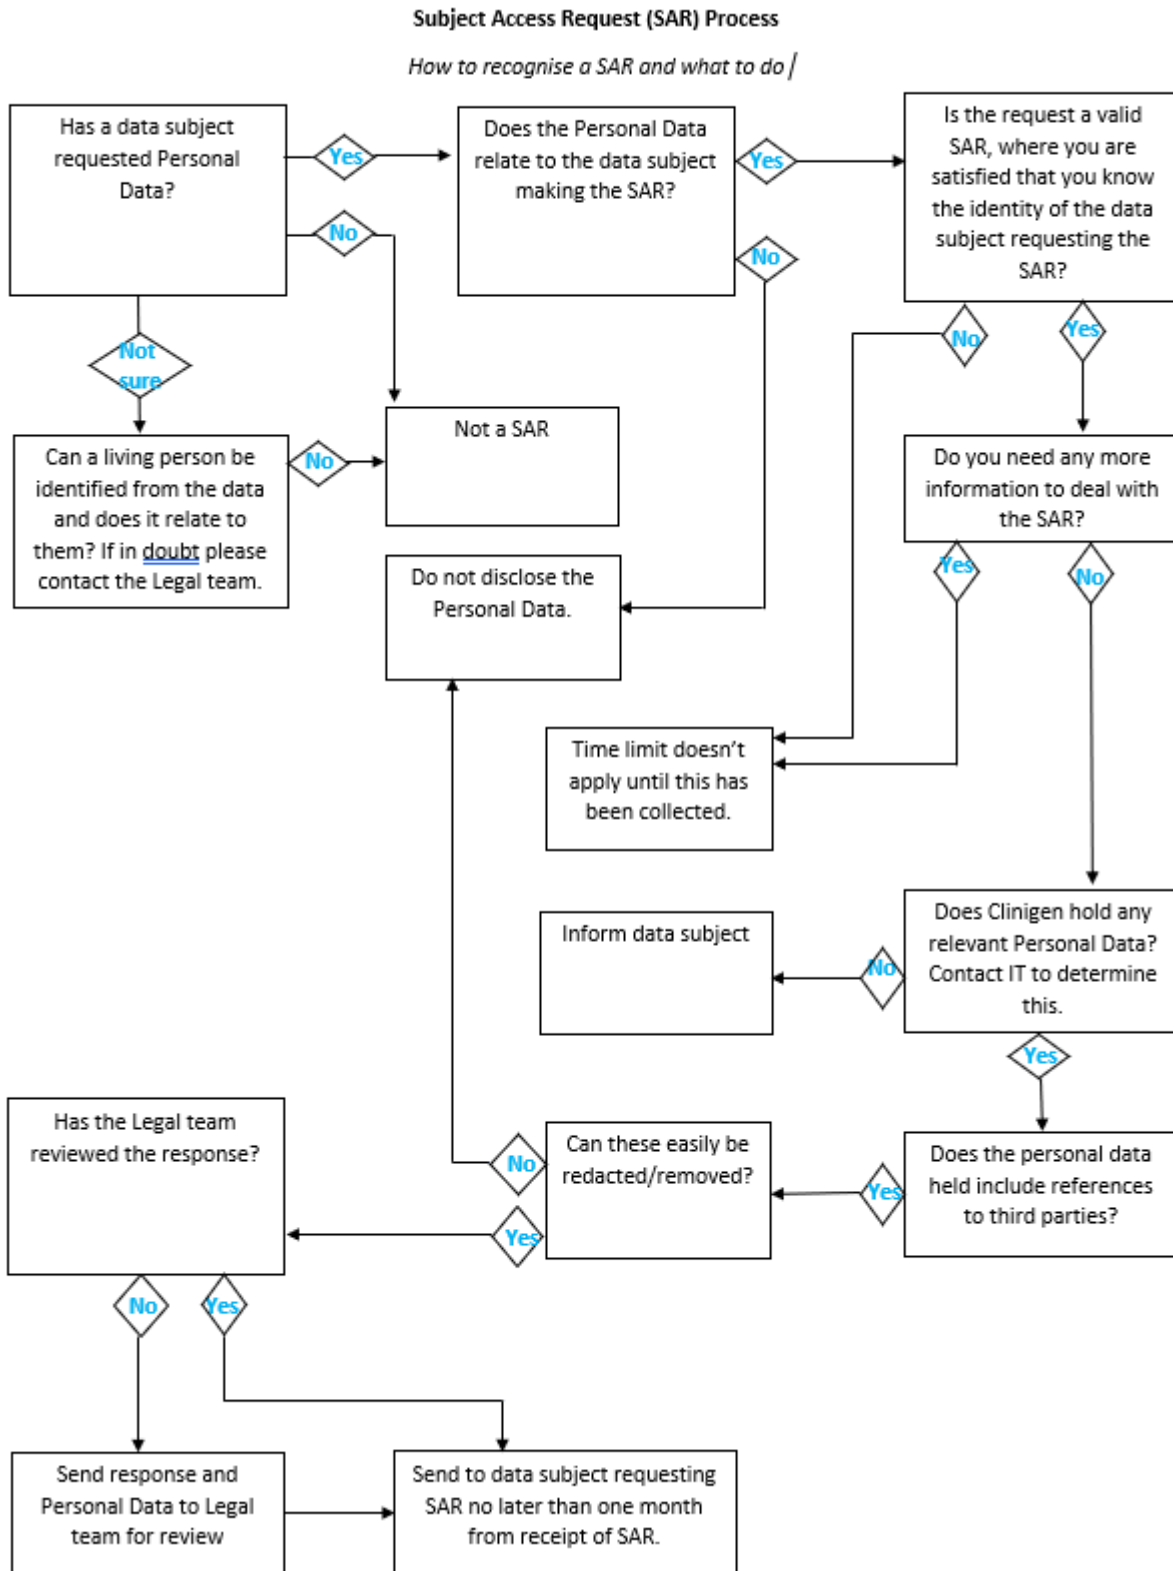 Subject Access Request (SAR) Process
How to recognise a SAR and what to do
Has a data subject
requested Personal
Data?
Yes
No
Not
sure
Does the Personal Data
relate to the data subject
making the SAR?
Yes
No
Is the request a valid
SAR, where you are
satisfied that you know
the identity of the data
subject requesting the
SAR?
No
Yes
Can a living person be
identified from the data
and does it relate to
them? If in doubt please
contact the Legal team.
No
Not a SAR
Do you need any more
information to deal with
the SAR?
Yes
No
Do not disclose the
Personal Data.
Time limit doesn't
apply until this has
been collected.
Does Clinigen hold any
relevant Personal Data?
Contact IT to determine
this.
No
Yes
Inform data subject
Does the personal data
held include references
to third parties?
Yes
Can these easily be
redacted/removed?
No
Yes
Has the Legal team
reviewed the response?
No
Yes
Send response and
Personal Data to Legal
team for review
Send to data subject requesting
SAR no later than one month
from receipt of SAR.